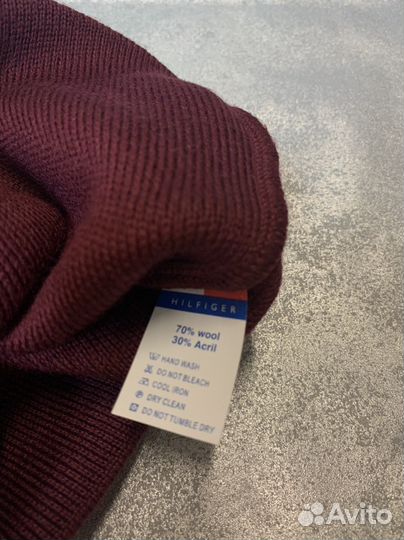 HILFIGER
70% wool
30% Acril
HAND WASH
DO NOT BLEACH
COOL IRON
DRY CLEAN
DO NOT TUMBLE DRY
Avito